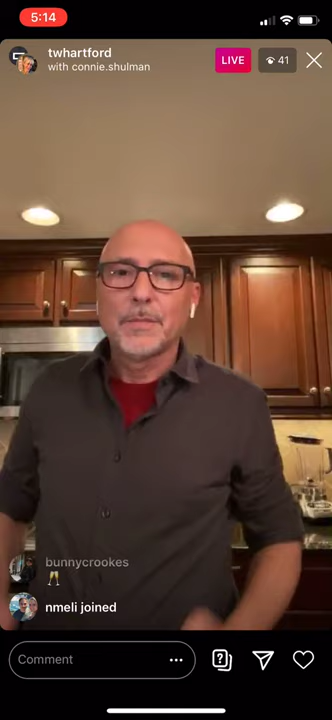 5:14
twhartford
with connie.shulman
LIVE
41
bunnycrookes
🥂
nmeli joined
Comment